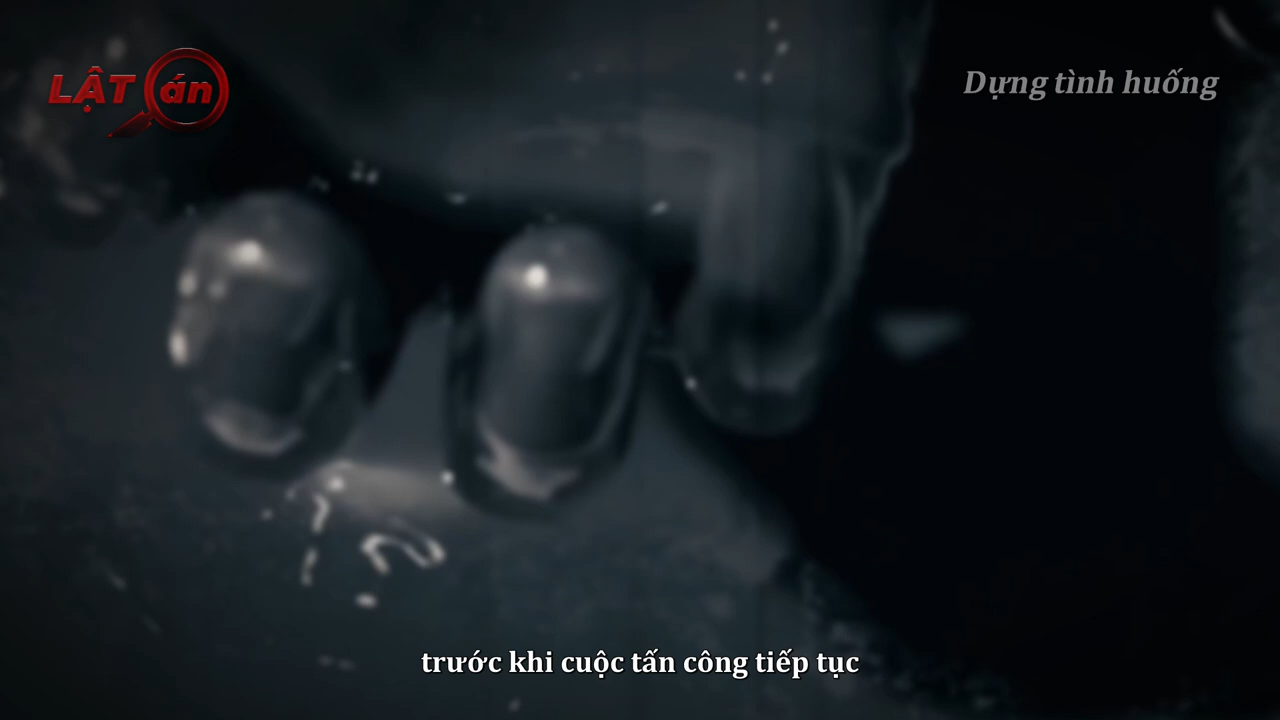 LẬT án
Dựng tình huống
trước khi cuộc tấn công tiếp tục